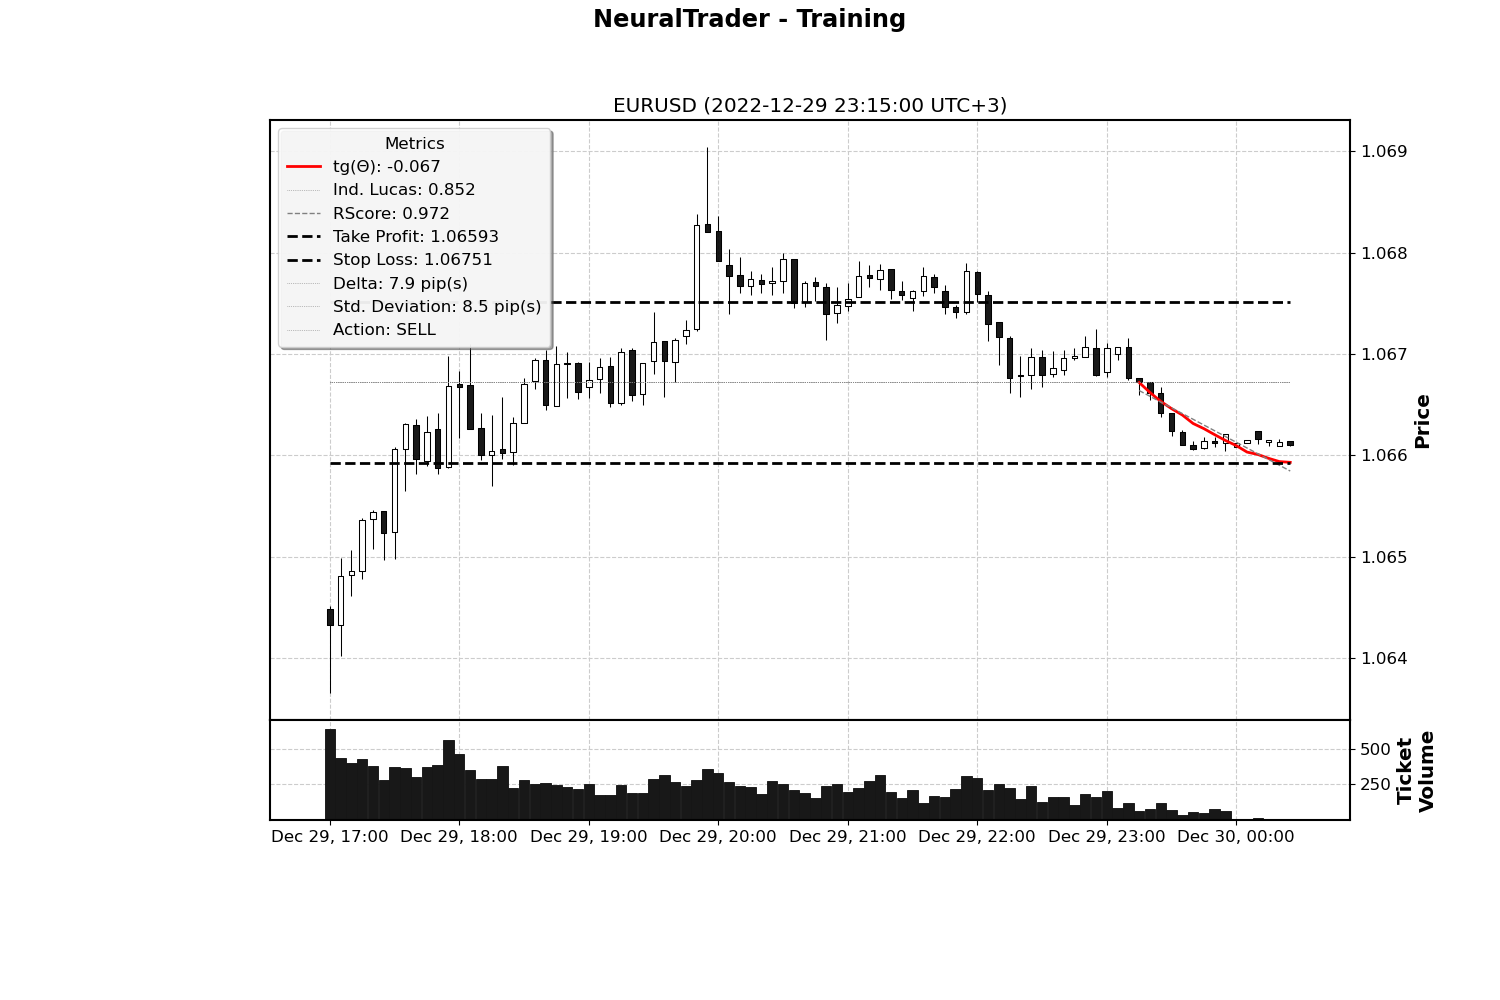 NeuralTrader - Training
EURUSD (2022-12-29 23:15:00 UTC+3)
Metrics
tg(Θ): -0.067
Ind. Lucas: 0.852
RScore: 0.972
Take Profit: 1.06593
Stop Loss: 1.06751
Delta: 7.9 pip(s)
Std. Deviation: 8.5 pip(s)
Action: SELL
1.069
1.068
1.067
1.066
1.065
1.064
Price
500
250
Ticket
Volume
Dec 29, 17:00 Dec 29, 18:00 Dec 29, 19:00 Dec 29, 20:00 Dec 29, 21:00 Dec 29, 22:00 Dec 29, 23:00 Dec 30, 00:00